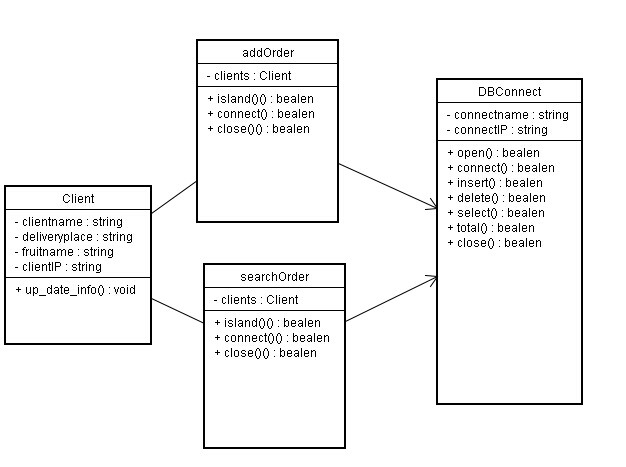 addOrder
- clients : Client
+ island()() : bealen
+ connect() : bealen
+ close()() : bealen
DBConnect
- connectname : string
- connectIP : string
+ open() : bealen
+ connect() : bealen
+ insert() : bealen
+ delete() : bealen
+ select() : bealen
+ total() : bealen
+ close() : bealen
Client
- clientname : string
- deliveryplace : string
- fruitname : string
- clientIP : string
+ up_date_info() : void
searchOrder
- clients : Client
+ island()() : bealen
+ connect()() : bealen
+ close()() : bealen